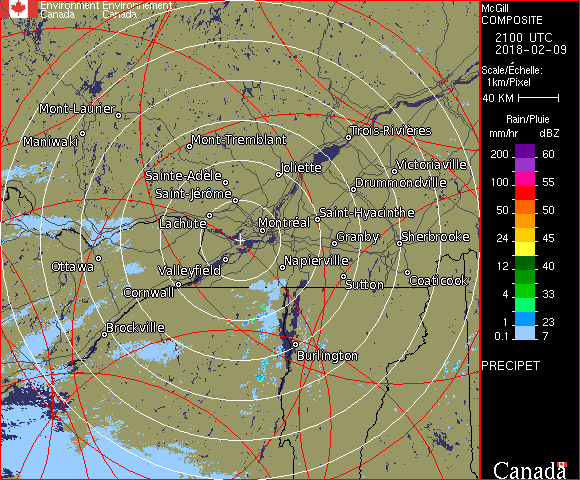 Environment Environnement
Canada Canada
McGill
COMPOSITE
2100 UTC
2018-02-09
Scale/Échelle:
1km/Pixel
40 KM
Rain/Pluie
mm/hr dBZ
200 60
100 55
50 50
24 45
12 40
4 33
1 23
0.1 7
PRECIPET
Canada
Mont-Laurier
Maniwaki
Mont-Tremblant
Trois-Rivières
Joliette
Victoriaville
Sainte-Adèle
Drummondville
Saint-Jérôme
Lachute
Montréal
Saint-Hyacinthe
Granby
Sherbrooke
Ottawa
Valleyfield
Napierville
Cornwall
Sutton
Coaticook
Brockville
Burlington